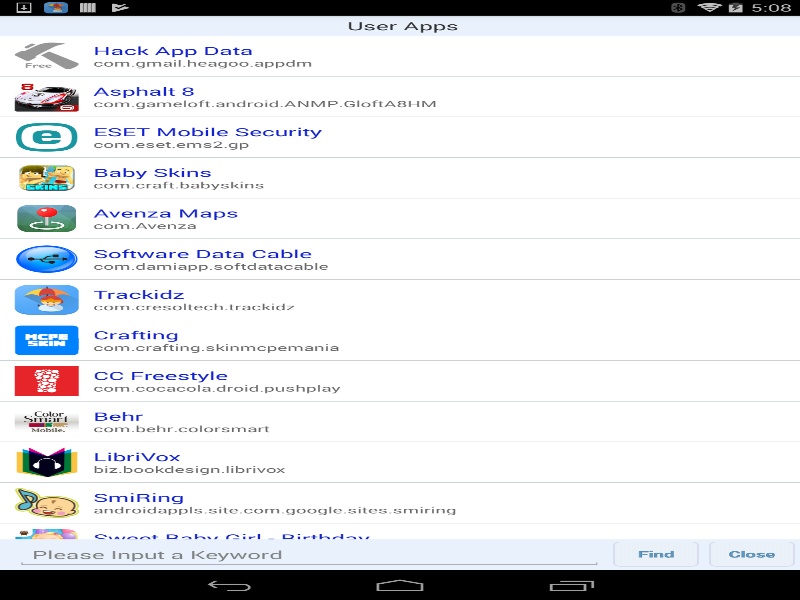 5:08
User Apps
Free
Hack App Data
com.gmail.heagoo.appdm
8
Asphalt 8
com.gameloft.android.ANMP.GloftA8HM
e
ESET Mobile Security
com.eset.ems2.gp
SKINS
Baby Skins
com.craft.babyskins
Avenza Maps
com.Avenza
Software Data Cable
com.damiapp.softdatacable
Trackidz
com.cresoltech.trackidz
MCPE
SKIN
Crafting
com.crafting.skinmcpemania
CC Freestyle
com.cocacola.droid.pushplay
Color
Smart
Mobile.
Behr
com.behr.colorsmart
LibriVox
biz.bookdesign.librivox
SmiRing
androidappls.site.com.google.sites.smiring
Sweet Baby Girl - Birthday
Please Input a Keyword
Find
Close